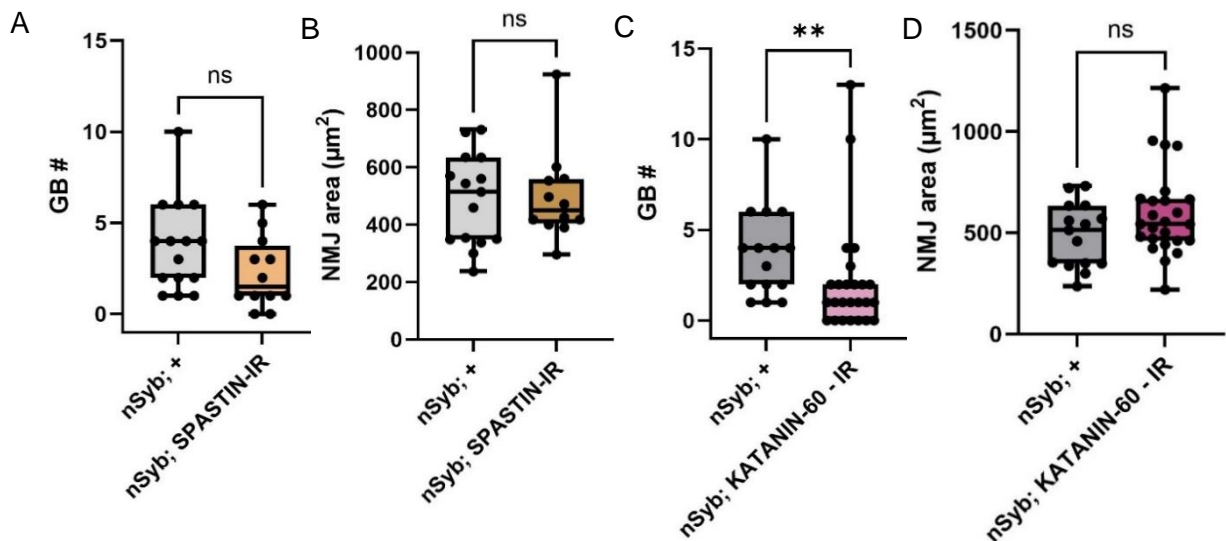 A
GB #
15
10
5
0
ns
nSyb; +
nSyb; SPASTIN-IR
B
NMJ area (µm²)
1000
800
600
400
200
0
ns
nSyb; +
nSyb; SPASTIN-IR
C
GB #
15
10
5
0
**
nSyb; +
nSyb; KATANIN-60 - IR
D
NMJ area (µm²)
1500
1000
500
0
ns
nSyb; +
nSyb; KATANIN-60 - IR